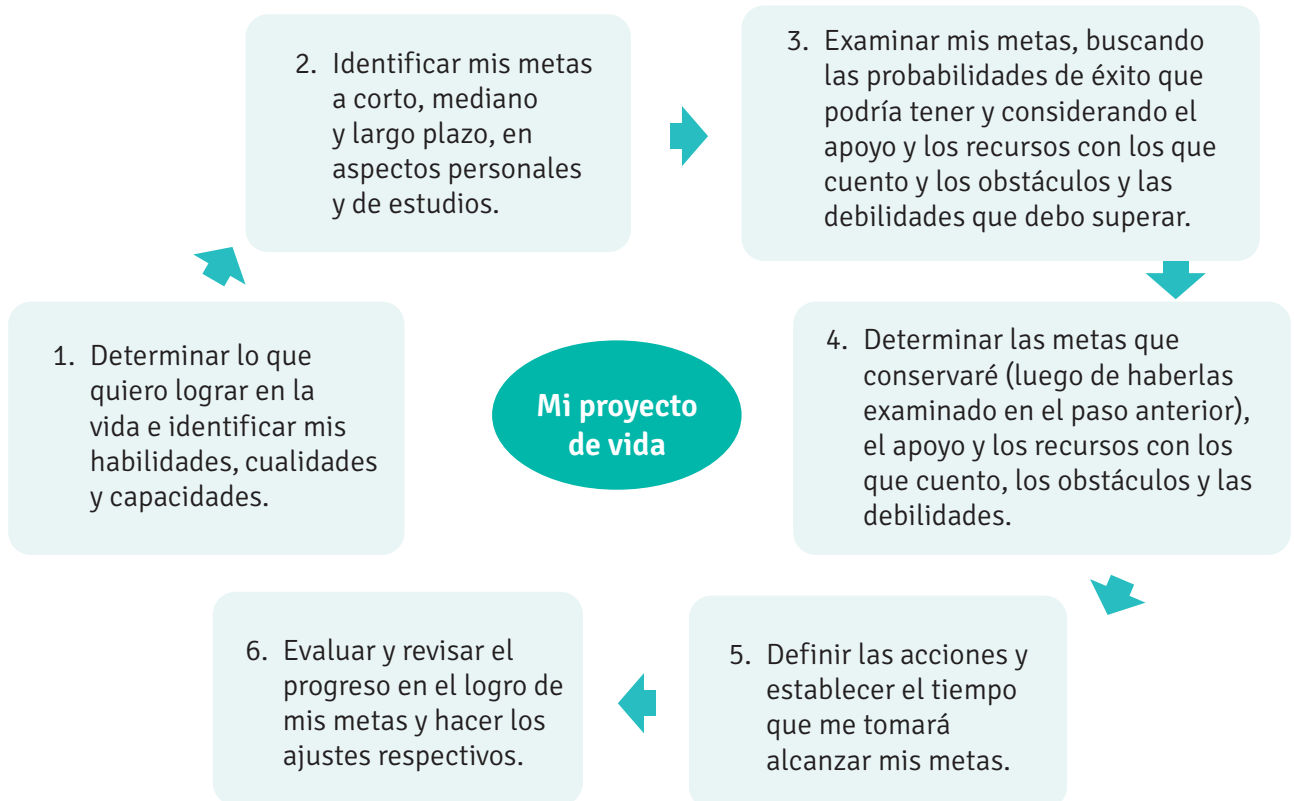 1. Determinar lo que
quiero lograr en la
vida e identificar mis
habilidades, cualidades
y capacidades.
2. Identificar mis metas
a corto, mediano
y largo plazo, en
aspectos personales
y de estudios.
3. Examinar mis metas, buscando
las probabilidades de éxito que
podría tener y considerando el
apoyo y los recursos con los que
cuento y los obstáculos y las
debilidades que debo superar.
4. Determinar las metas que
conservaré (luego de haberlas
examinado en el paso anterior),
el apoyo y los recursos con los
que cuento, los obstáculos y las
debilidades.
5. Definir las acciones y
establecer el tiempo
que me tomará
alcanzar mis metas.
6. Evaluar y revisar el
progreso en el logro de
mis metas y hacer los
ajustes respectivos.
Mi proyecto
de vida